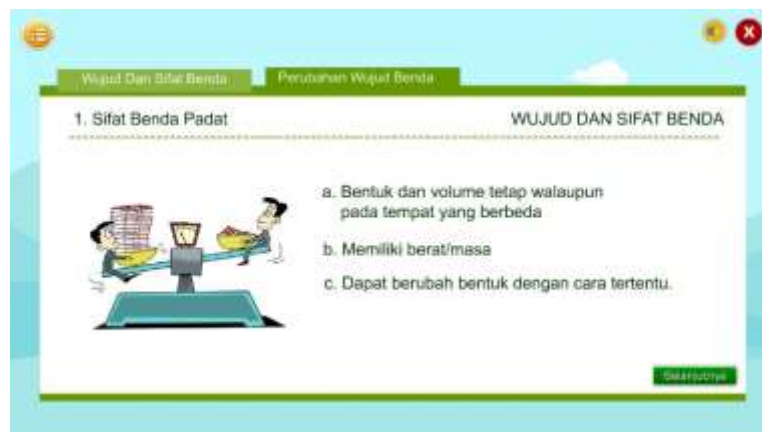 Wujud Dan Sifat Benda
Perubahan Wujud Benda
1. Sifat Benda Padat
WUJUD DAN SIFAT BENDA
a. Bentuk dan volume tetap walaupun
pada tempat yang berbeda
b. Memiliki berat/masa
c. Dapat berubah bentuk dengan cara tertentu.
Selanjutnya